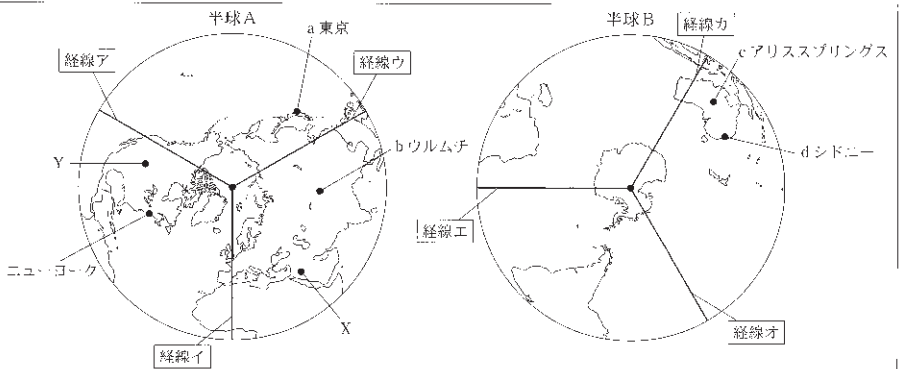 半球A
a 東京
経線ア
経線ウ
Y
b ウルムチ
ニューヨーク
X
経線イ
半球B
経線カ
c アリススプリングス
d シドニー
経線エ
経線オ